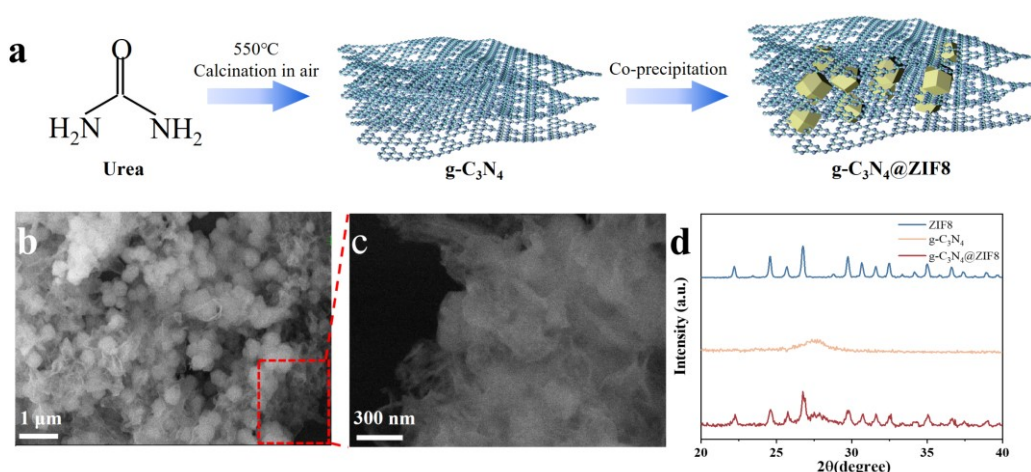 a
O
H₂N
NH₂
Urea
550℃
Calcination in air
g-C₃N₄
Co-precipitation
g-C₃N₄@ZIF8
b
1 μm
c
300 nm
d
ZIF8
g-C₃N₄
g-C₃N₄@ZIF8
Intensity (a.u.)
20 25 30 35 40
2θ(degree)